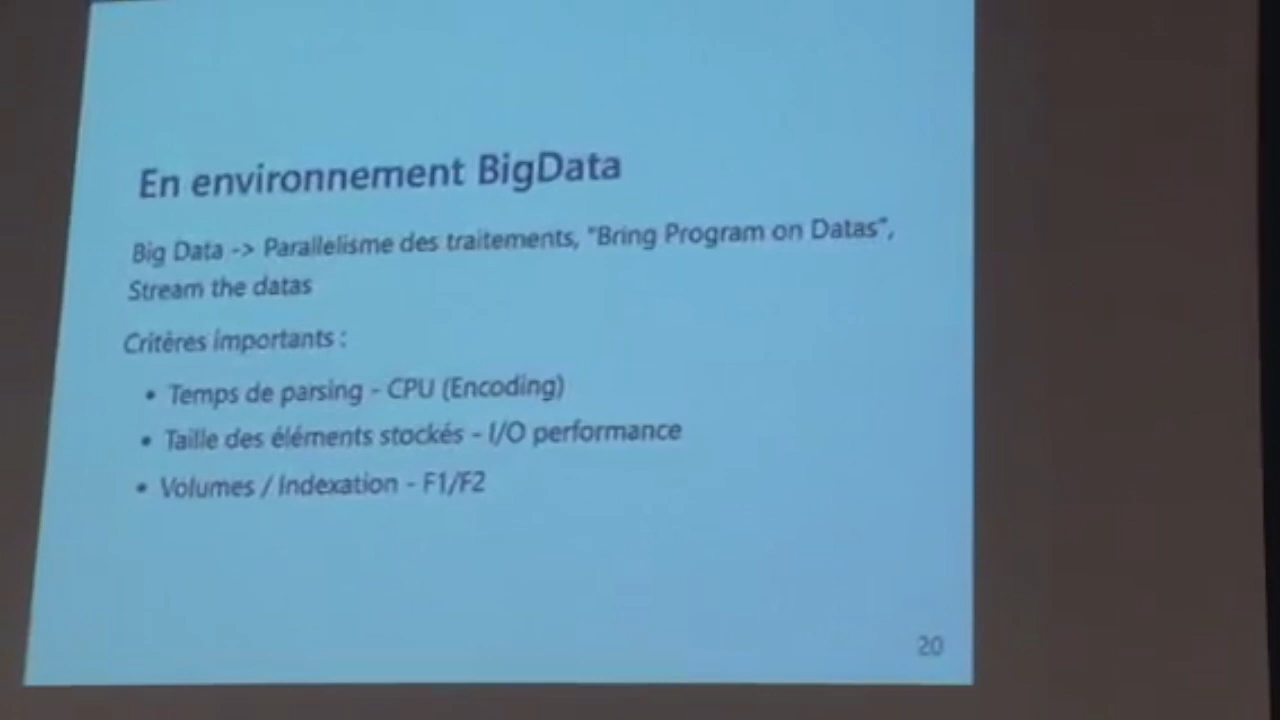 En environnement BigData
Big Data -> Parallelisme des traitements, "Bring Program on Datas",
Stream the datas
Critères importants :
• Temps de parsing - CPU (Encoding)
• Taille des éléments stockés - I/O performance
• Volumes / Indexation - F1/F2
20